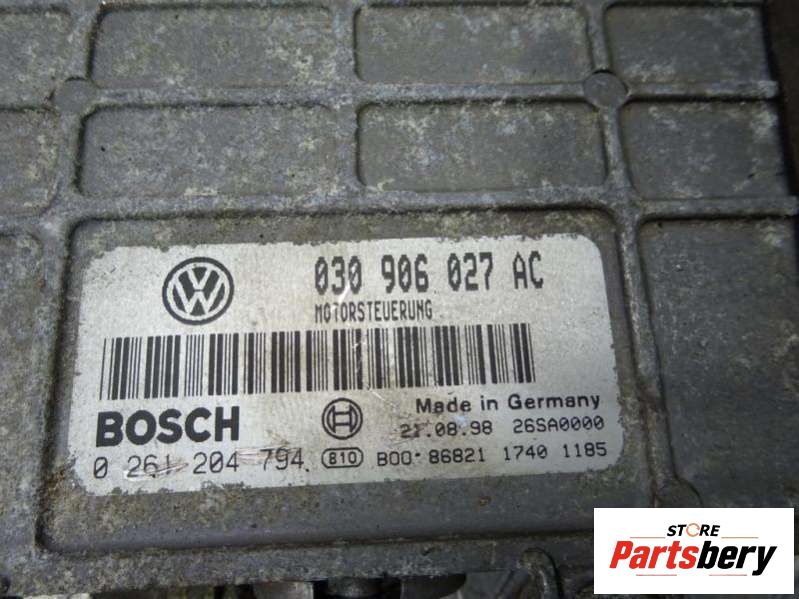 030 906 027 AC
MOTORSTEUERUNG
BOSCH
Made in Germany
21.08.98 26SA0000
0 261 204 794 810 B00·86821 1740 1185
STORE
Partsbery